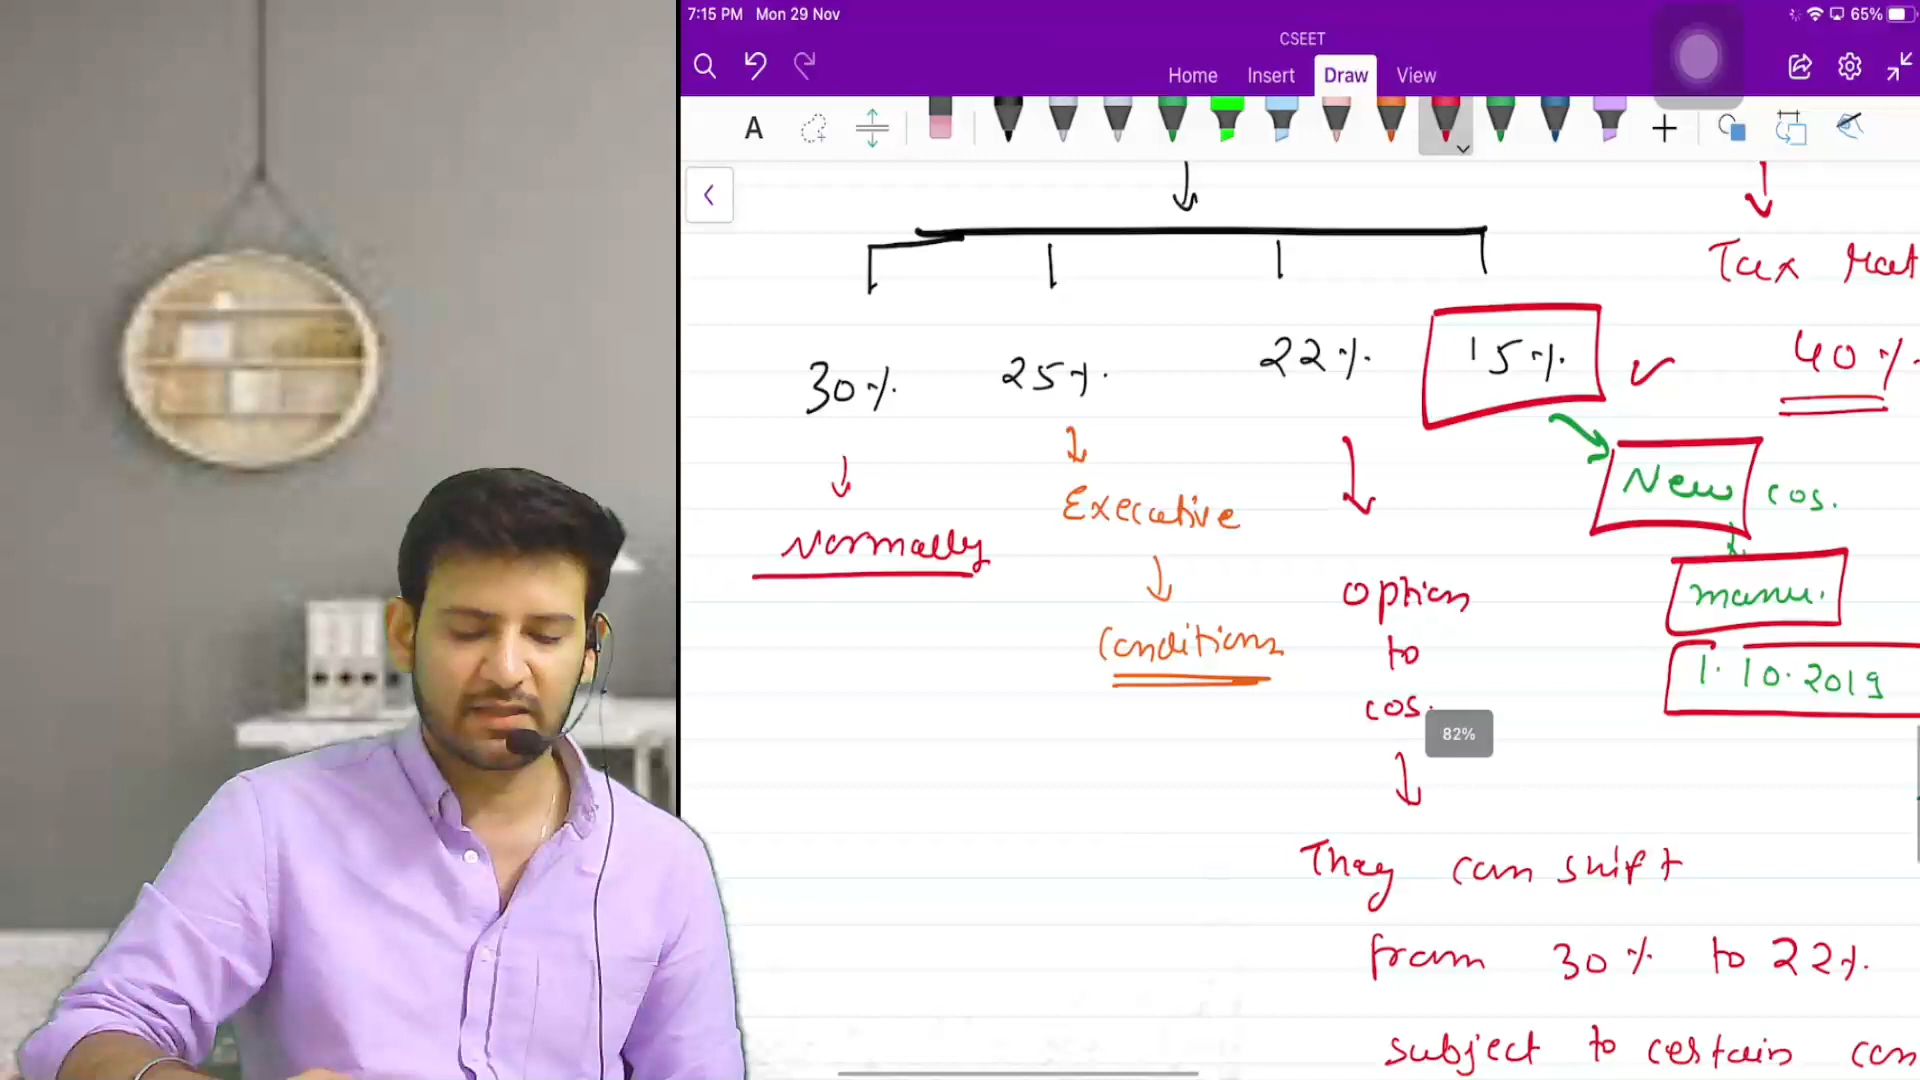 7:15 PM Mon 29 Nov
65%
CSEET
Home Insert Draw View
A
Tax
30% 25% 22% 15% 40%
New cos.
Normally
Executive
manu.
Conditions
option
to
cos.
1.10.2019
82%
They can shift
from 30% to 22%.
subject to certain